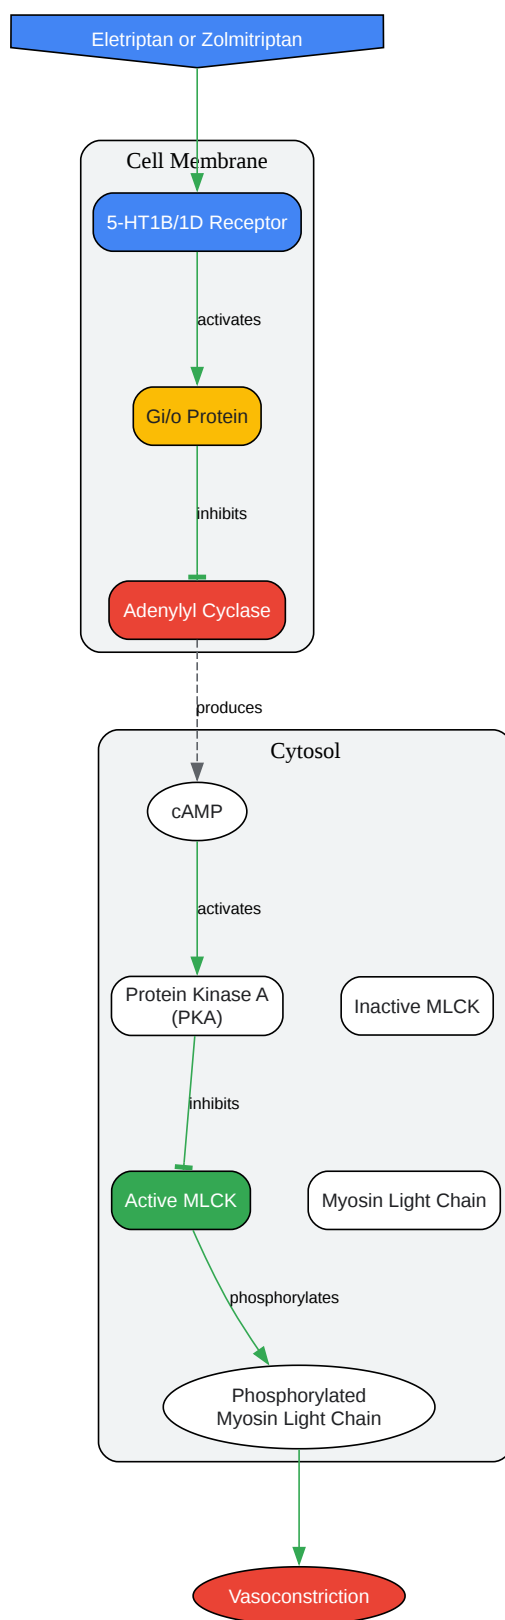 Eletriptan or Zolmitriptan
Cell Membrane
5-HT1B/1D Receptor
activates
Gi/o Protein
inhibits
Adenylyl Cyclase
produces
Cytosol
cAMP
activates
Protein Kinase A
(PKA)
Inactive MLCK
inhibits
Active MLCK
Myosin Light Chain
phosphorylates
Phosphorylated
Myosin Light Chain
Vasoconstriction